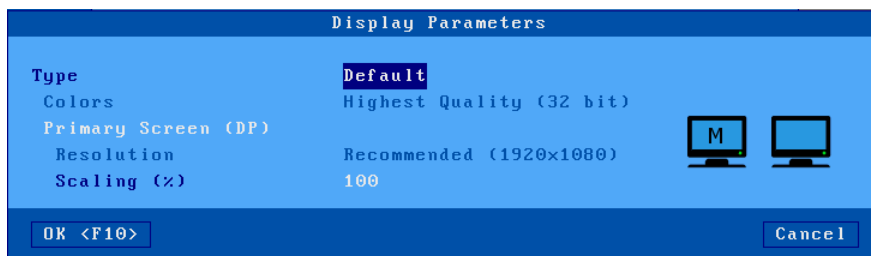 Display Parameters
Type Default
Colors Highest Quality (32 bit)
Primary Screen (DP)
Resolution Recommended (1920x1080)
Scaling (%) 100
M
OK <F10> Cancel